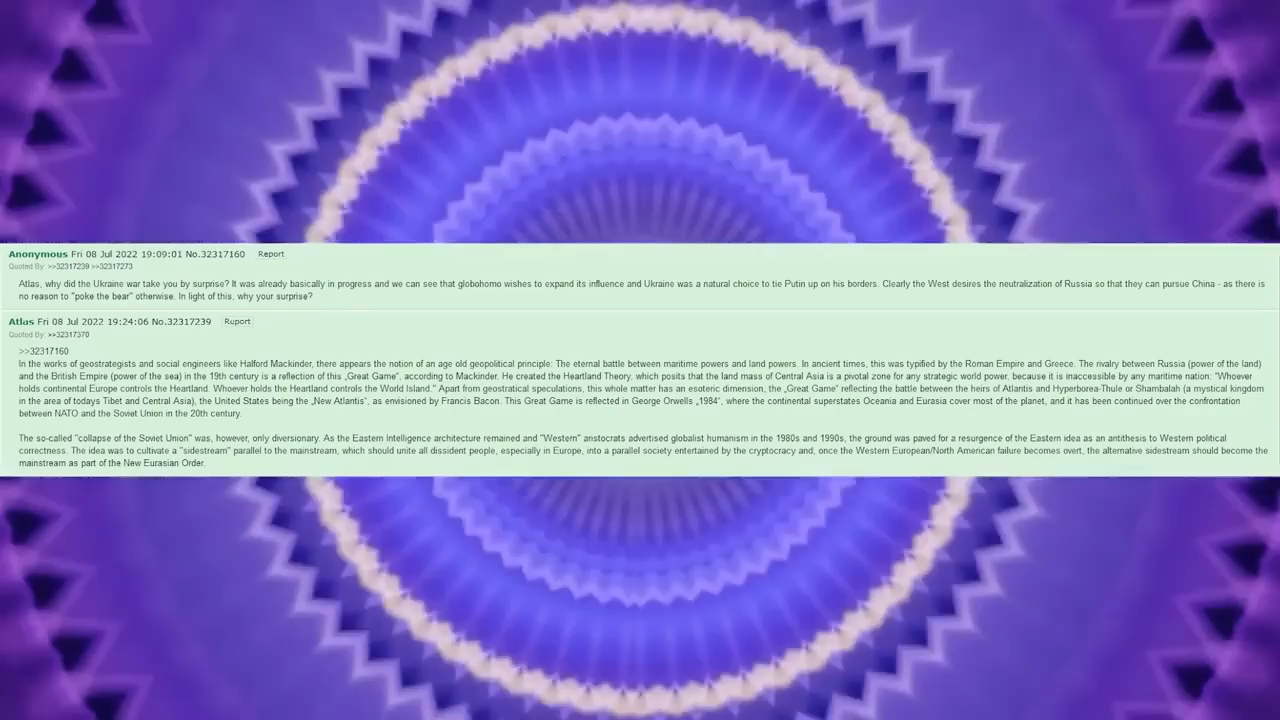 Anonymous Fri 08 Jul 2022 19:09:01 No.32317160 Report
Quoted By: >>32317239 >>32317273
Atlas, why did the Ukraine war take you by surprise? It was already basically in progress and we can see that globohomo wishes to expand its influence and Ukraine was a natural choice to tie Putin up on his borders. Clearly the West desires the neutralization of Russia so that they can pursue China - as there is
no reason to "poke the bear" otherwise. In light of this, why your surprise?
Atlas Fri 08 Jul 2022 19:24:06 No.32317239 Ruport
Quoted By: >>32317370
>>32317160
In the works of geostrategists and social engineers like Halford Mackinder, there appears the notion of an age old geopolitical principle: The eternal battle between maritime powers and land powers. In ancient times, this was typified by the Roman Empire and Greece. The rivalry between Russia (power of the land)
and the British Empire (power of the sea) in the 19th century is a reflection of this „Great Game“, according to Mackinder. He created the Heartland Theory, which posits that the land mass of Central Asia is a pivotal zone for any strategic world power, because it is inaccessible by any maritime nation: "Whoever
holds continental Europe controls the Heartland. Whoever holds the Heartland controls the World Island." Apart from geostratical speculations, this whole matter has an esoteric dimension, the „Great Game“ reflecting the battle between the heirs of Atlantis and Hyperborea-Thule or Shambalah (a mystical kingdom
in the area of todays Tibet and Central Asia), the United States being the „New Atlantis“, as envisioned by Francis Bacon. This Great Game is reflected in George Orwells „1984“, where the continental superstates Oceania and Eurasia cover most of the planet, and it has been continued over the confrontation
between NATO and the Soviet Union in the 20th century.
The so-called "collapse of the Soviet Union" was, however, only diversionary. As the Eastern Intelligence architecture remained and "Western" aristocrats advertised globalist humanism in the 1980s and 1990s, the ground was paved for a resurgence of the Eastern idea as an antithesis to Western political
correctness. The idea was to cultivate a "sidestream" parallel to the mainstream, which should unite all dissident people, especially in Europe, into a parallel society entertained by the cryptocracy and, once the Western European/North American failure becomes overt, the alternative sidestream should become the
mainstream as part of the New Eurasian Order.